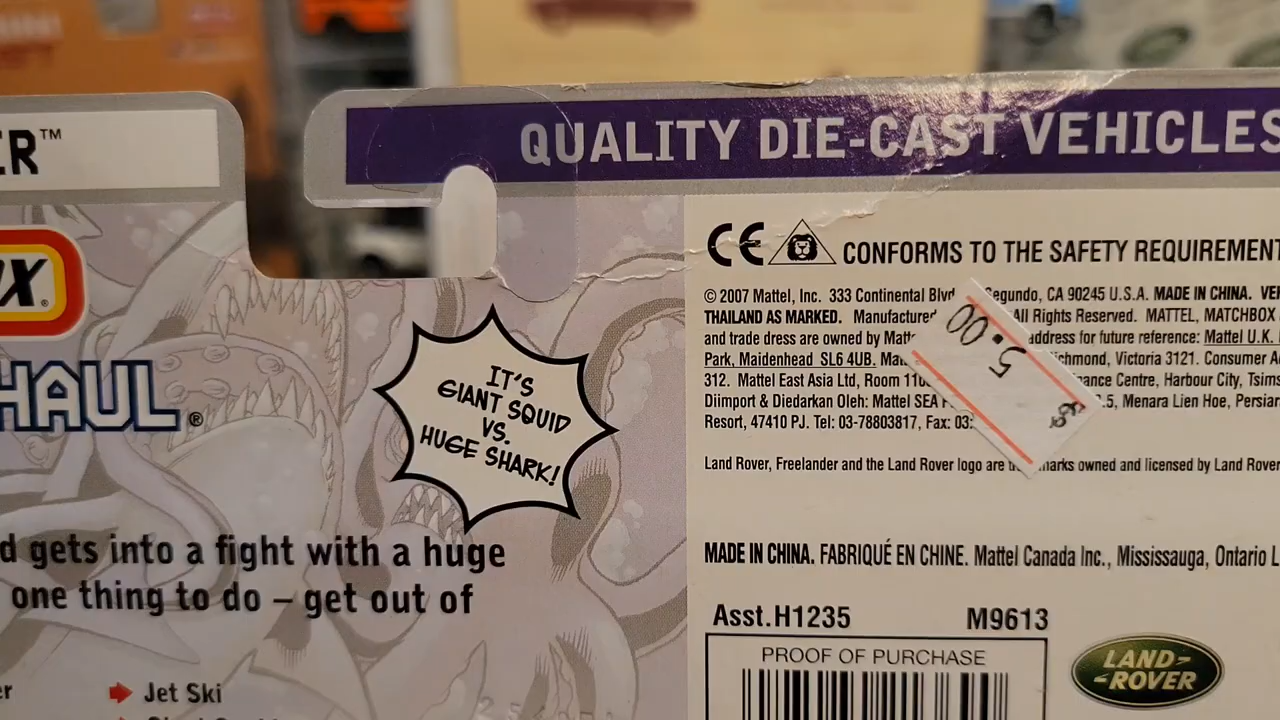 ER™
QUALITY DIE-CAST VEHICLES
CE CONFORMS TO THE SAFETY REQUIREMENT
© 2007 Mattel, Inc. 333 Continental Blvd Segundo, CA 90245 U.S.A. MADE IN CHINA. VER
THAILAND AS MARKED. Manufactured All Rights Reserved. MATTEL, MATCHBOX
and trade dress are owned by Matte address for future reference: Mattel U.K.
Park, Maidenhead SL6 4UB. Richmond, Victoria 3121. Consumer A
312. Mattel East Asia Ltd, Room 110 Centre, Harbour City, Tsims
Diimport & Diedarkan Oleh: Mattel SEA .5, Menara Lien Hoe, Persiar
Resort, 47410 PJ. Tel: 03-78803817, Fax: 03:
5.00
Land Rover, Freelander and the Land Rover logo are owned and licensed by Land Rover
MADE IN CHINA. FABRIQUÉ EN CHINE. Mattel Canada Inc., Mississauga, Ontario L
Asst.H1235 M9613
PROOF OF PURCHASE
LAND-
-ROVER
X®
HAUL®
IT'S
GIANT SQUID
VS.
HUGE SHARK!
d gets into a fight with a huge
one thing to do – get out of
er
Jet Ski